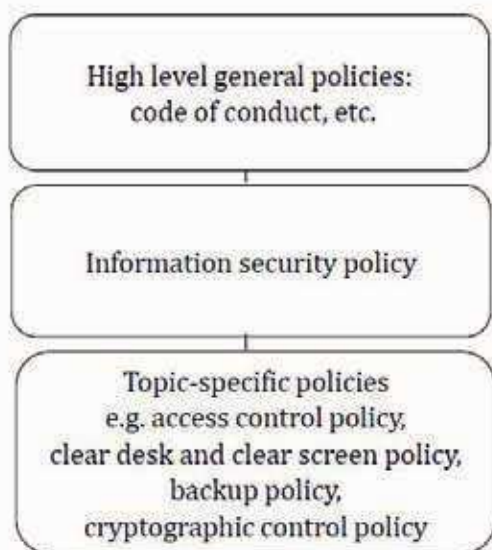 High level general policies:
code of conduct, etc.
Information security policy
Topic-specific policies
e.g. access control policy,
clear desk and clear screen policy,
backup policy,
cryptographic control policy